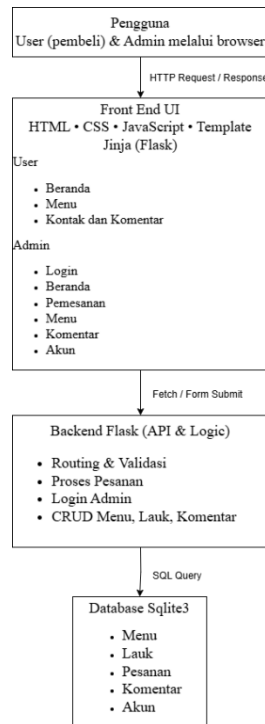 Pengguna
User (pembeli) & Admin melalui browser
HTTP Request / Response
Front End UI
HTML • CSS • JavaScript • Template
Jinja (Flask)
User
• Beranda
• Menu
• Kontak dan Komentar
Admin
• Login
• Beranda
• Pemesanan
• Menu
• Komentar
• Akun
Fetch / Form Submit
Backend Flask (API & Logic)
• Routing & Validasi
• Proses Pesanan
• Login Admin
• CRUD Menu, Lauk, Komentar
SQL Query
Database Sqlite3
• Menu
• Lauk
• Pesanan
• Komentar
• Akun